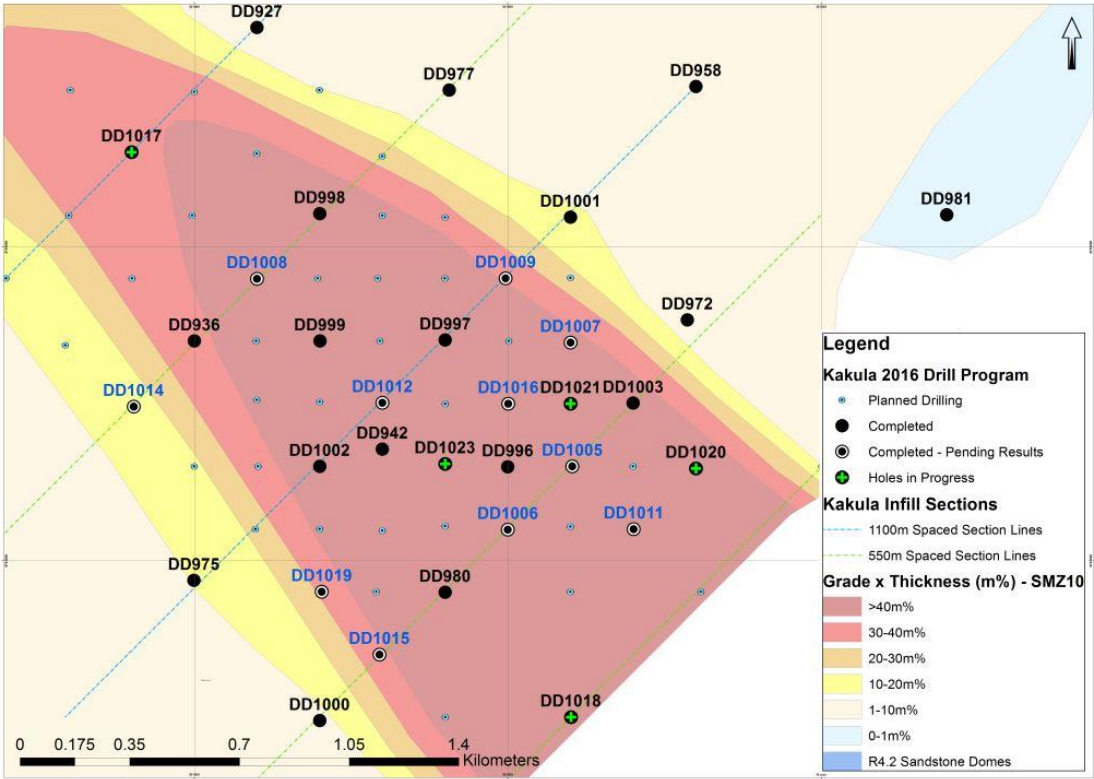 DD927
DD977
DD958
DD1017
DD998
DD1001
DD981
DD1008
DD1009
DD972
DD936
DD999
DD997
DD1007
DD1014
DD1012
DD1016
DD1021
DD1003
DD942
DD1023
DD1002
DD996
DD1005
DD1020
DD1006
DD1011
DD975
DD1019
DD980
DD1015
DD1000
DD1018
Legend
Kakula 2016 Drill Program
Planned Drilling
Completed
Completed - Pending Results
Holes in Progress
Kakula Infill Sections
1100m Spaced Section Lines
550m Spaced Section Lines
Grade x Thickness (m%) - SMZ10
>40m%
30-40m%
20-30m%
10-20m%
1-10m%
0-1m%
R4.2 Sandstone Domes
0 0.175 0.35 0.7 1.05 1.4
Kilometers